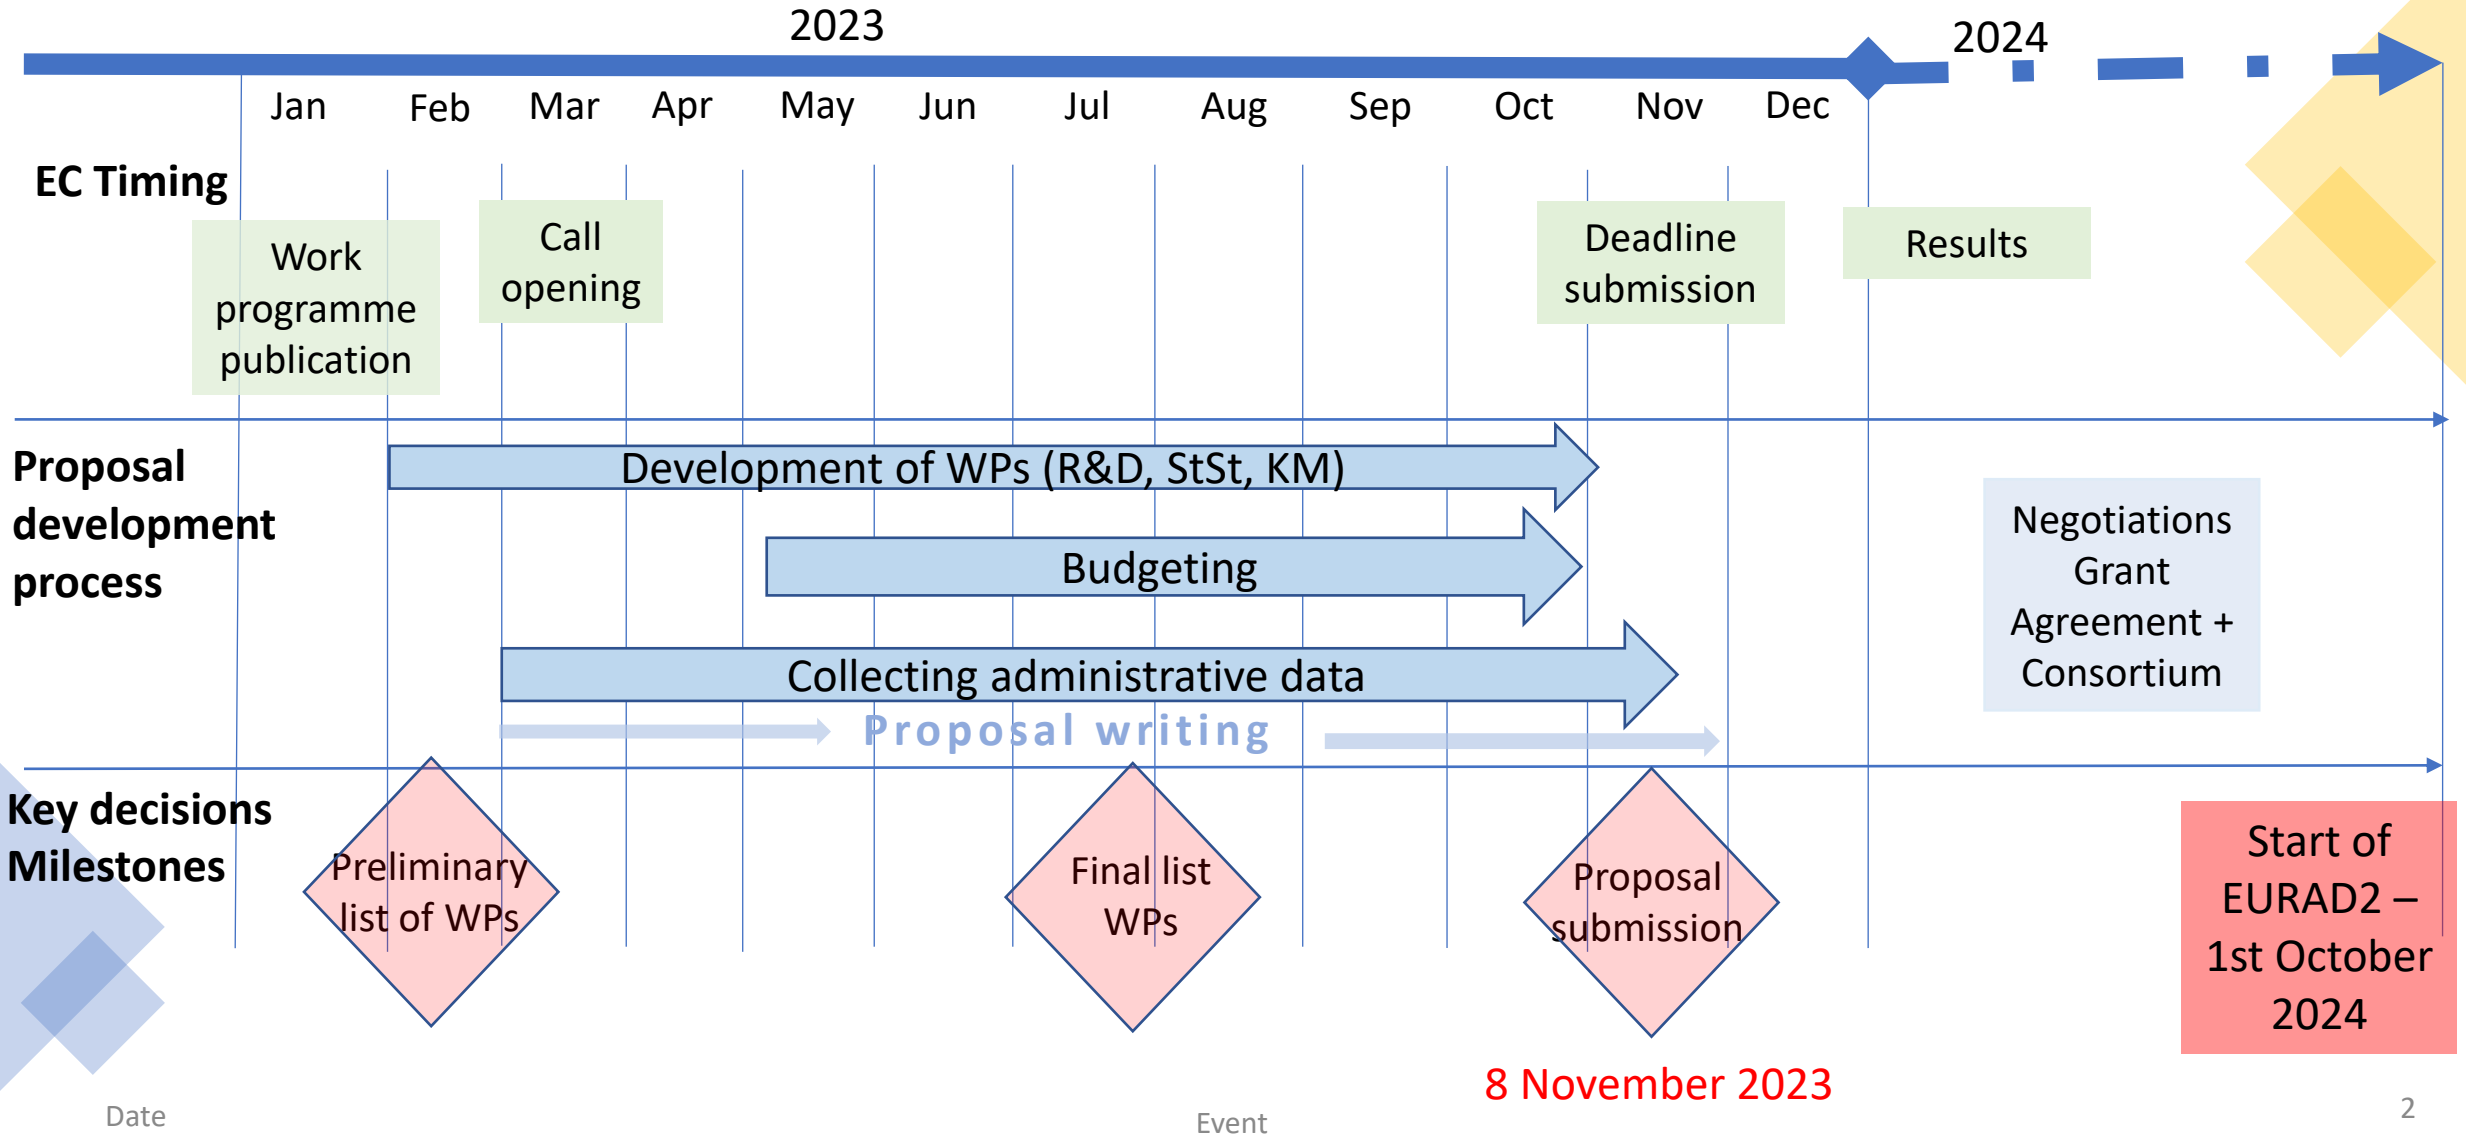 2023
2024
Jan
Feb
Mar
Apr
May
Jun
Jul
Aug
Sep
Oct
Nov
Dec
EC Timing
Work
programme
publication
Call
opening
Deadline
submission
Results
Proposal
development
process
Development of WPs (R&D, StSt, KM)
Budgeting
Collecting administrative data
Proposal writing
Negotiations
Grant
Agreement +
Consortium
Key decisions
Milestones
Preliminary
list of WPs
Final list
WPs
Proposal
submission
8 November 2023
Start of
EURAD2 –
1st October
2024
Date
Event
2